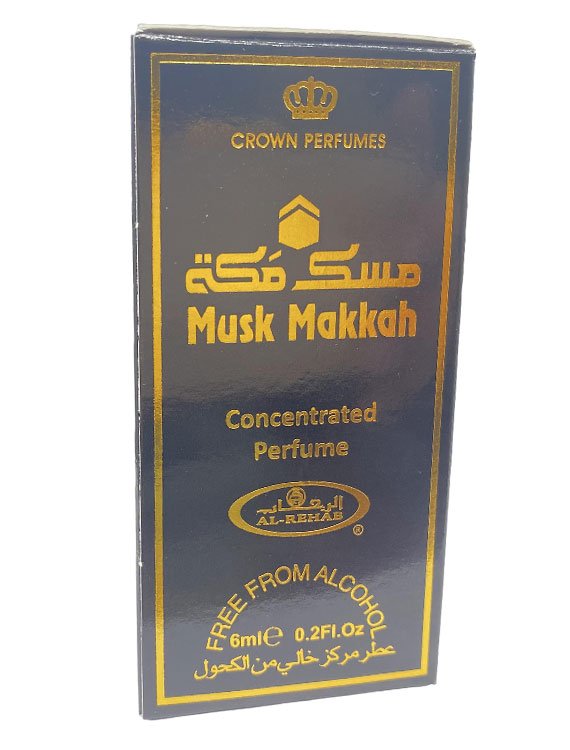 CROWN PERFUMES
مسك مَكة
Musk Makkah
Concentrated
Perfume
الرحاب
AL-REHAB
®
FREE FROM ALCOHOL
6ml℮ 0.2Fl.Oz
عطر مركز خالي من الكحول